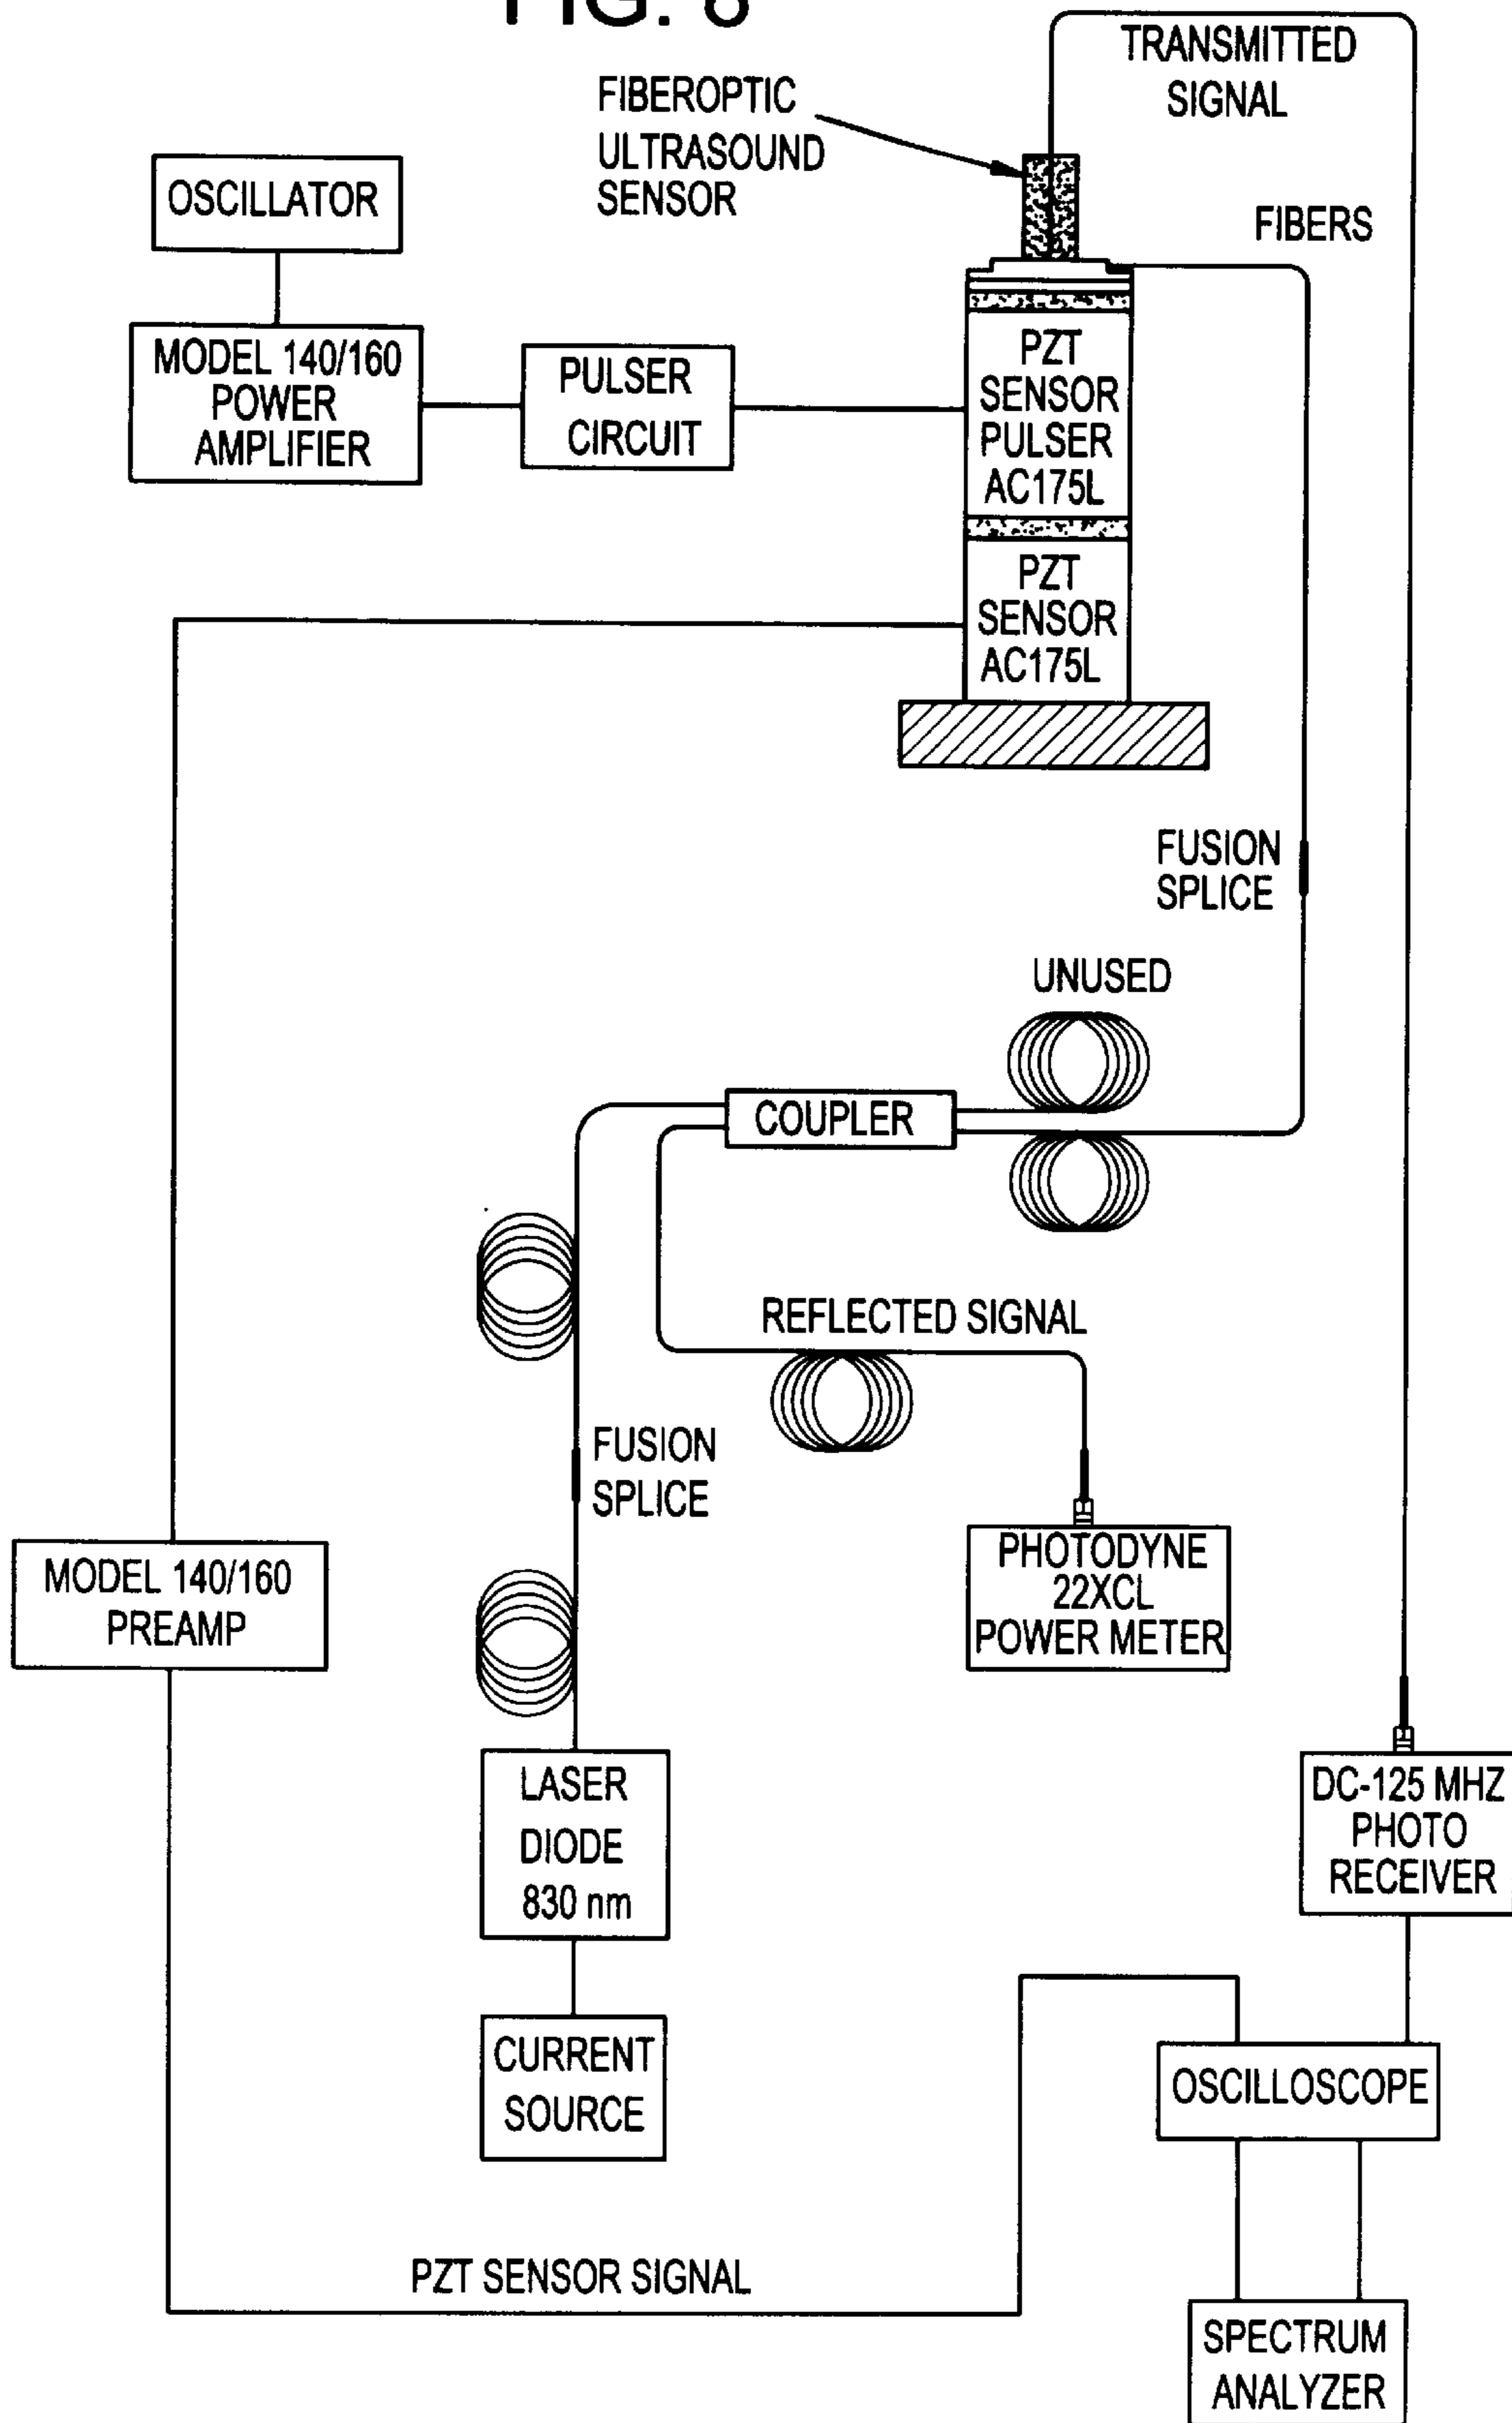 FIG. 8
TRANSMITTED
SIGNAL
FIBEROPTIC
ULTRASOUND
SENSOR
OSCILLATOR
FIBERS
MODEL 140/160
POWER
AMPLIFIER
PULSER
CIRCUIT
PZT
SENSOR
PULSER
AC175L
PZT
SENSOR
AC175L
FUSION
SPLICE
UNUSED
COUPLER
REFLECTED SIGNAL
FUSION
SPLICE
PHOTODYNE
22XCL
POWER METER
MODEL 140/160
PREAMP
LASER
DIODE
830 nm
DC-125 MHZ
PHOTO
RECEIVER
CURRENT
SOURCE
OSCILLOSCOPE
PZT SENSOR SIGNAL
SPECTRUM
ANALYZER